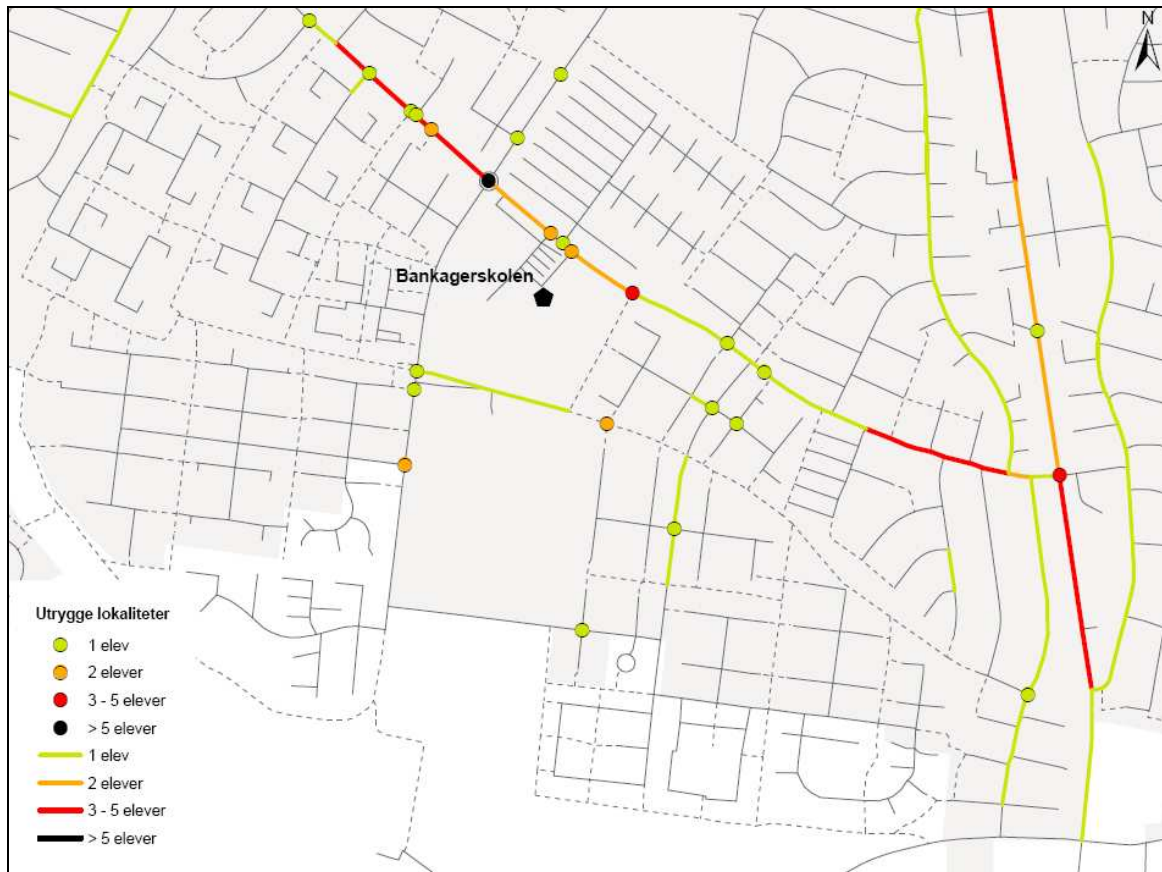 N
Bankagerskolen
Utrygge lokaliteter
1 elev
2 elever
3 - 5 elever
> 5 elever
1 elev
2 elever
3 - 5 elever
> 5 elever